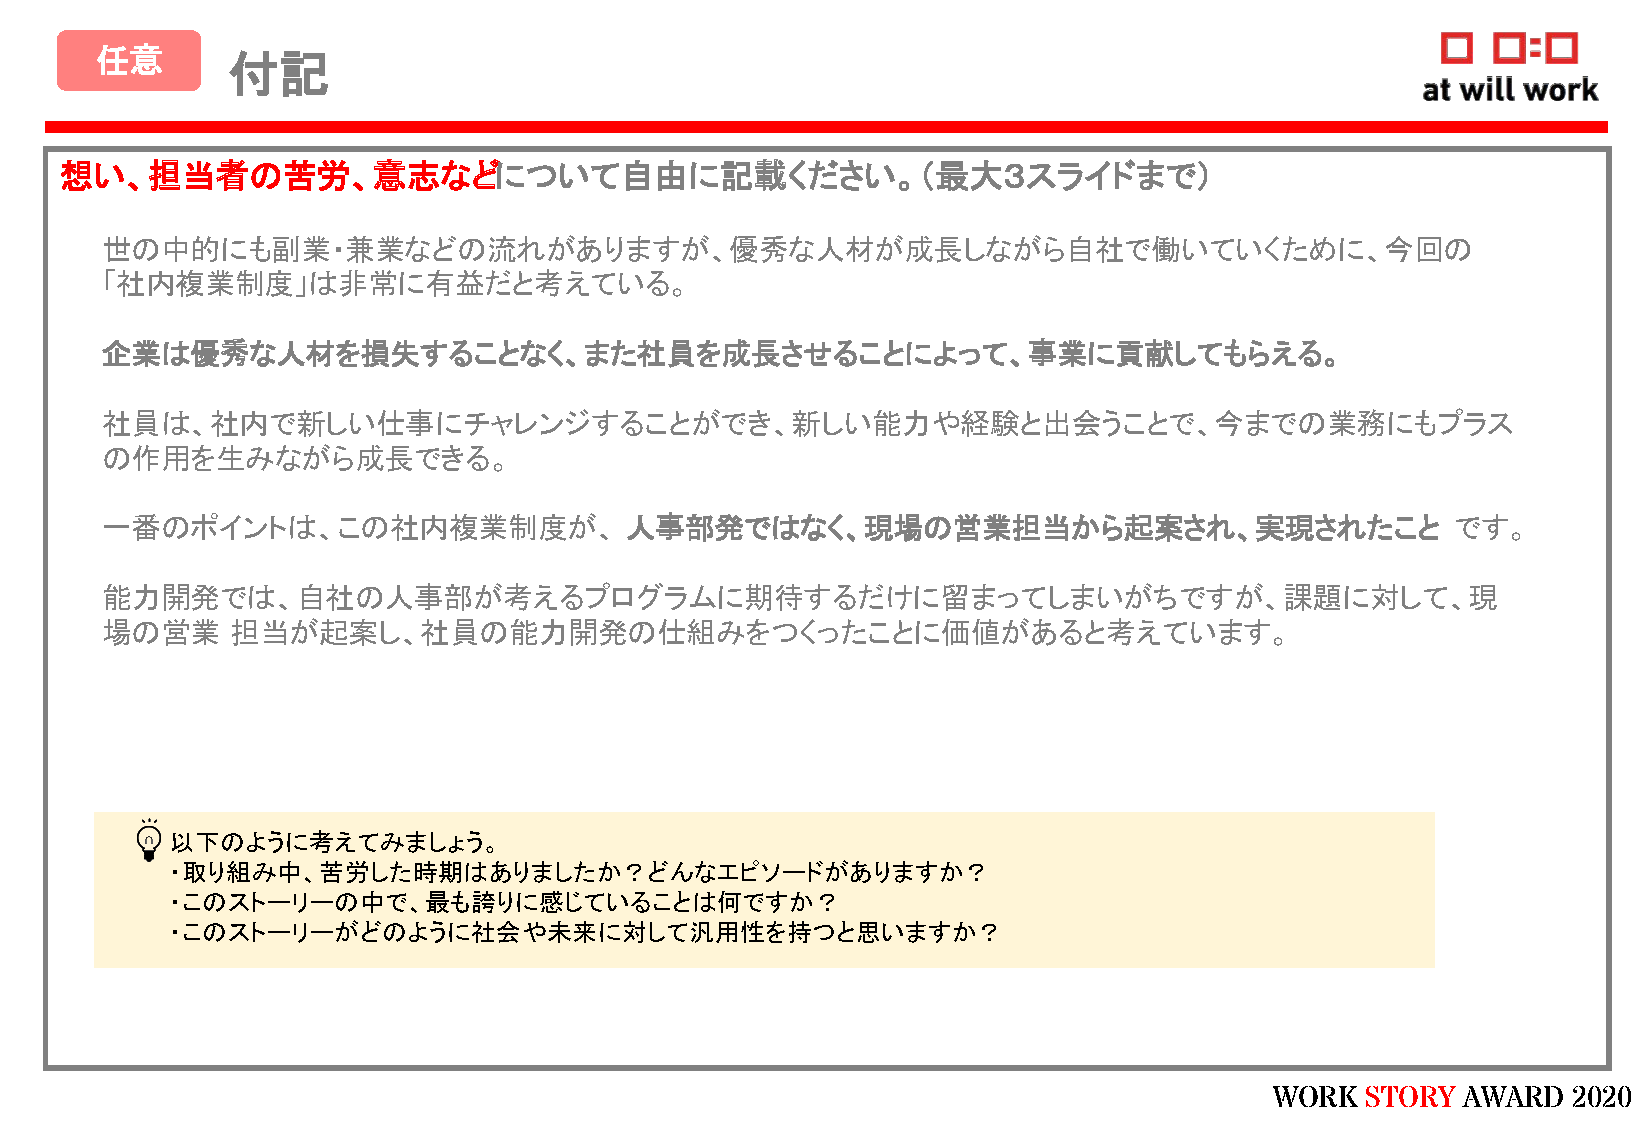 任意
付記
at will work
想い、担当者の苦労、意志などについて自由に記載ください。（最大３スライドまで）
世の中的にも副業・兼業などの流れがありますが、優秀な人材が成長しながら自社で働いていくために、今回の
「社内複業制度」は非常に有益だと考えている。
企業は優秀な人材を損失することなく、また社員を成長させることによって、事業に貢献してもらえる。
社員は、社内で新しい仕事にチャレンジすることができ、新しい能力や経験と出会うことで、今までの業務にもプラス
の作用を生みながら成長できる。
一番のポイントは、この社内複業制度が、 人事部発ではなく、現場の営業担当から起案され、実現されたこと です。
能力開発では、自社の人事部が考えるプログラムに期待するだけに留まってしまいがちですが、課題に対して、現
場の営業 担当が起案し、社員の能力開発の仕組みをつくったことに価値があると考えています。
以下のように考えてみましょう。
・取り組み中、苦労した時期はありましたか？どんなエピソードがありますか？
・このストーリーの中で、最も誇りに感じていることは何ですか？
・このストーリーがどのように社会や未来に対して汎用性を持つと思いますか？
WORK STORY AWARD 2020